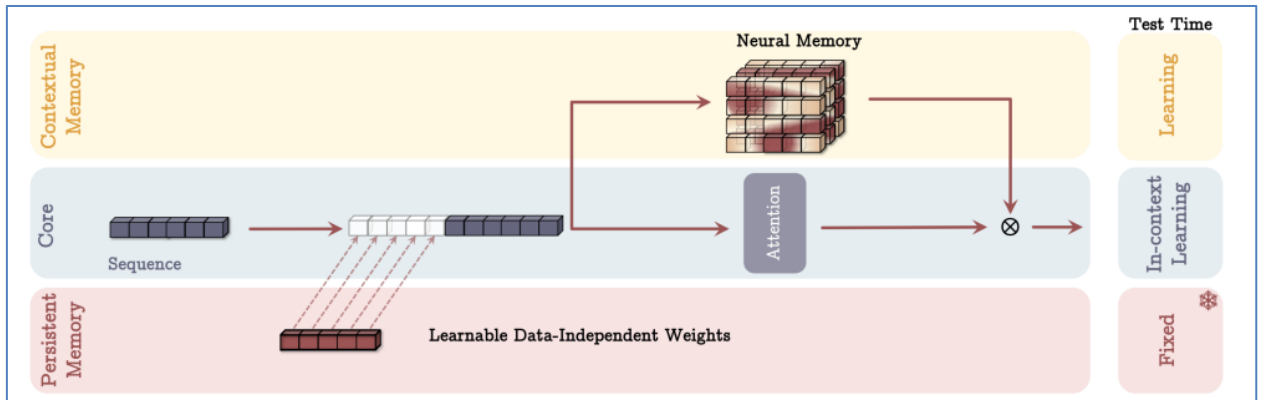 Test Time
Neural Memory
Contextual
Memory
Learning
Core
Sequence
Attention
In-context
Learning
Persistent
Memory
Learnable Data-Independent Weights
Fixed